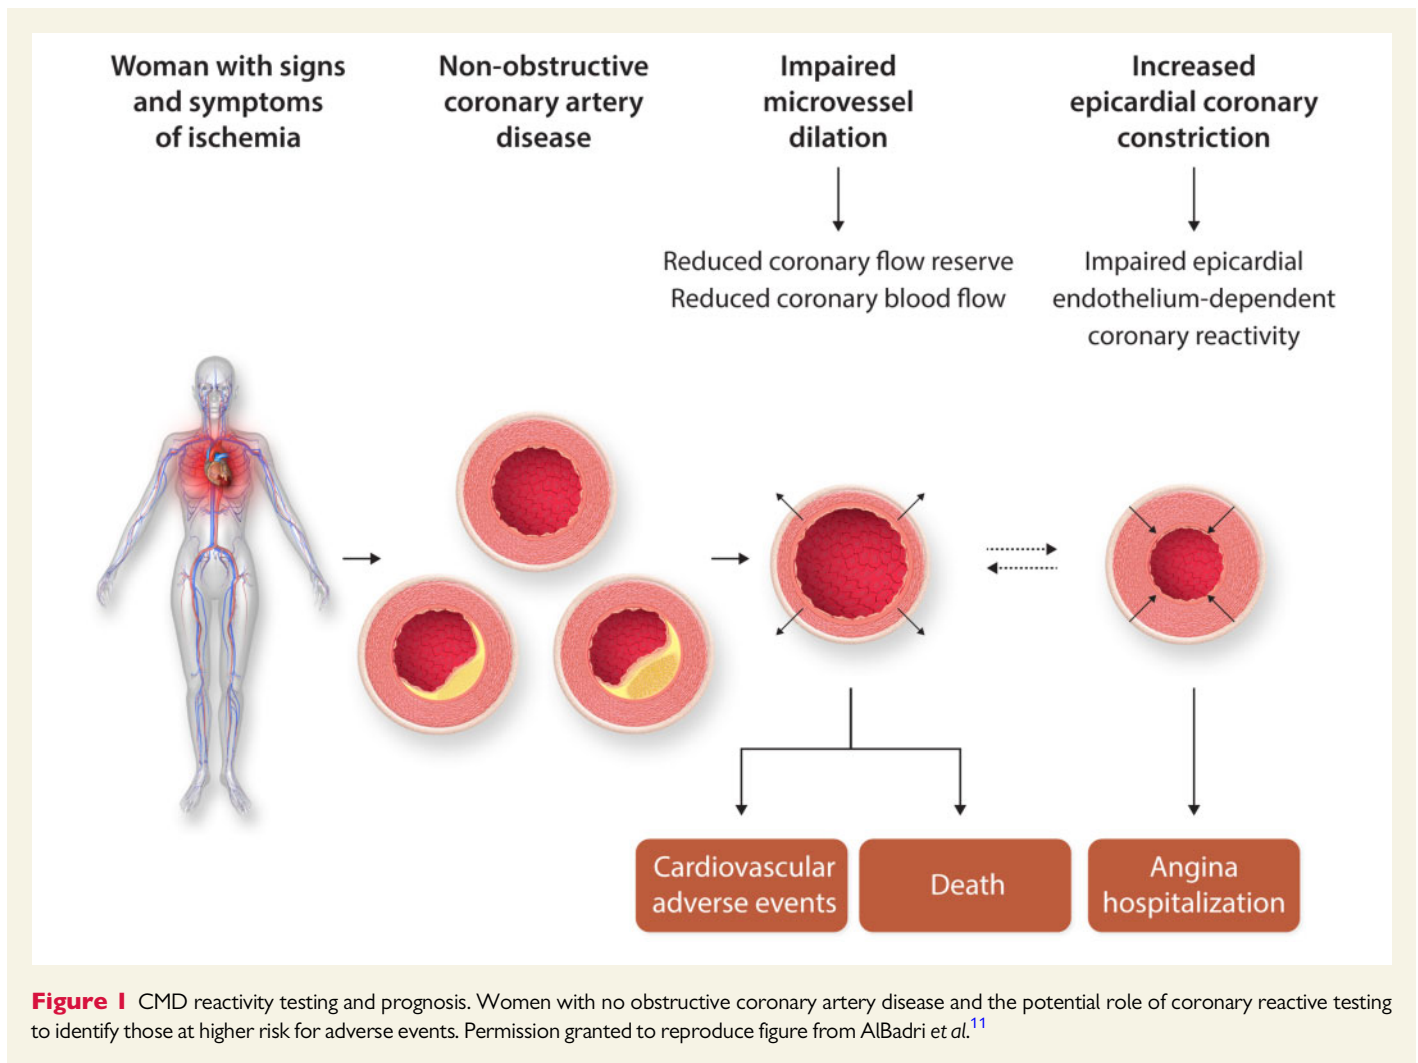 Woman with signs
and symptoms
of ischemia
Non-obstructive
coronary artery
disease
Impaired
microvessel
dilation
Increased
epicardial coronary
constriction
Reduced coronary flow reserve
Reduced coronary blood flow
Impaired epicardial
endothelium-dependent
coronary reactivity
Cardiovascular
adverse events
Death
Angina
hospitalization
Figure 1 CMD reactivity testing and prognosis. Women with no obstructive coronary artery disease and the potential role of coronary reactive testing
to identify those at higher risk for adverse events. Permission granted to reproduce figure from AlBadri et al.11